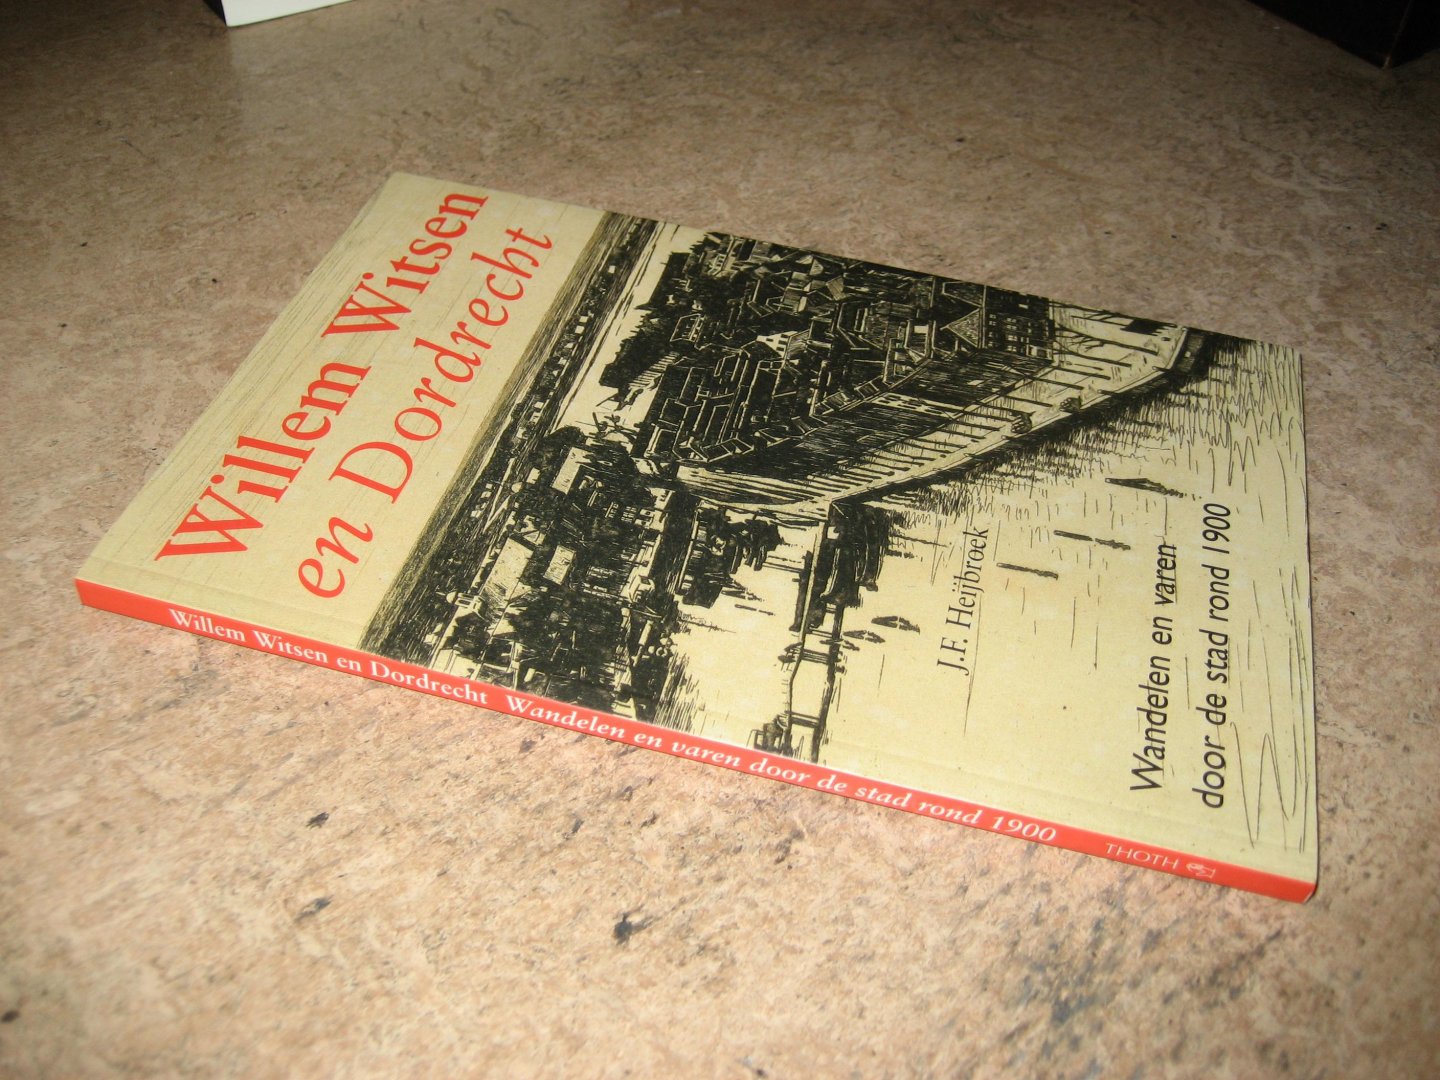 Willem Witsen
en Dordrecht
J.F. Heijbroek
Wandelen en varen
door de stad rond 1900
Willem Witsen en Dordrecht Wandelen en varen door de stad rond 1900 THOTH